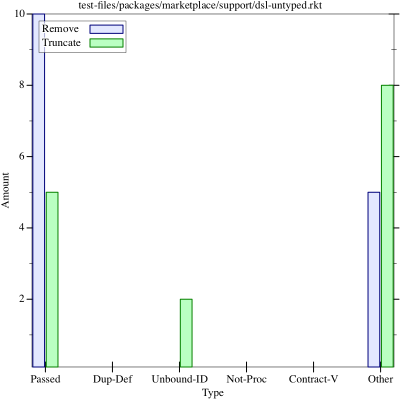 test-files/packages/marketplace/support/dsl-untyped.rkt
10
Remove
Truncate
8
6
4
2
Amount
Passed Dup-Def Unbound-ID Not-Proc Contract-V Other
Type